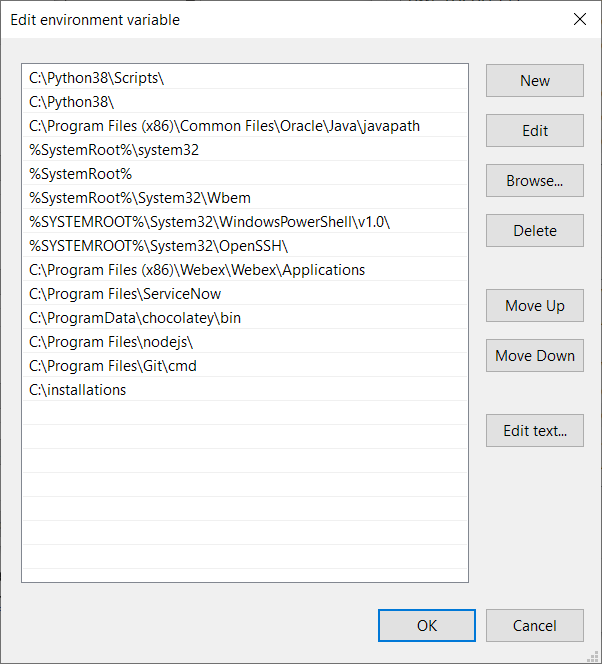 Edit environment variable
C:\Python38\Scripts\
New
C:\Python38\
C:\Program Files (x86)\Common Files\Oracle\Java\javapath
Edit
%SystemRoot%\system32
%SystemRoot%
Browse...
%SystemRoot%\System32\Wbem
%SYSTEMROOT%\System32\WindowsPowerShell\v1.0\
Delete
%SYSTEMROOT%\System32\OpenSSH\
C:\Program Files (x86)\Webex\Webex\Applications
C:\Program Files\ServiceNow
Move Up
C:\ProgramData\chocolatey\bin
C:\Program Files\nodejs\
Move Down
C:\Program Files\Git\cmd
C:\installations
Edit text...
OK
Cancel